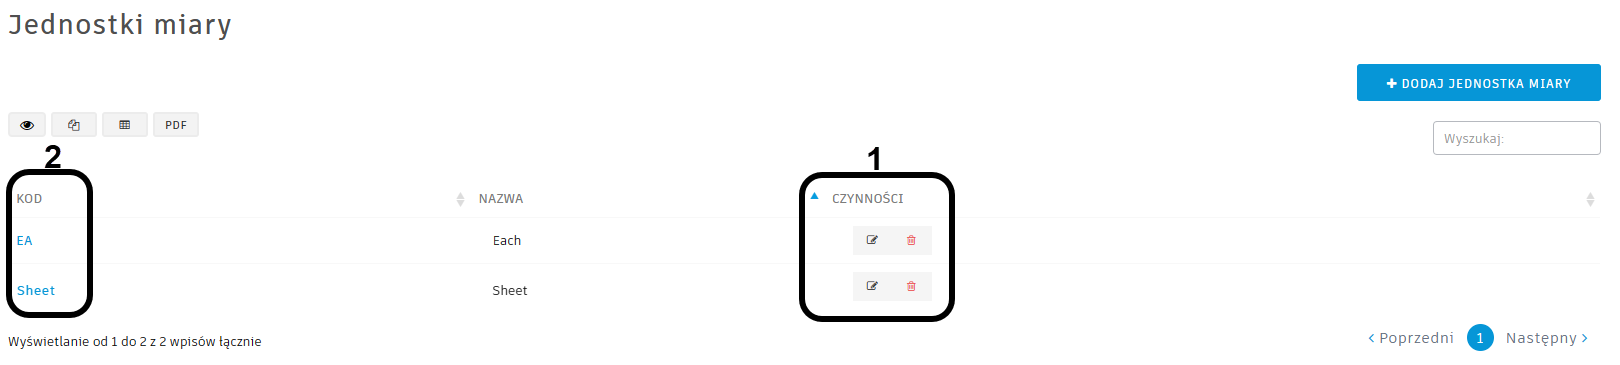 Jednostki miary
DODAJ JEDNOSTKA MIARY
PDF
Wyszukaj:
2
1
KOD NAZWA CZYNNOŚCI
EA Each
Sheet Sheet
Wyświetlanie od 1 do 2 z 2 wpisów łącznie
Poprzedni 1 Następny